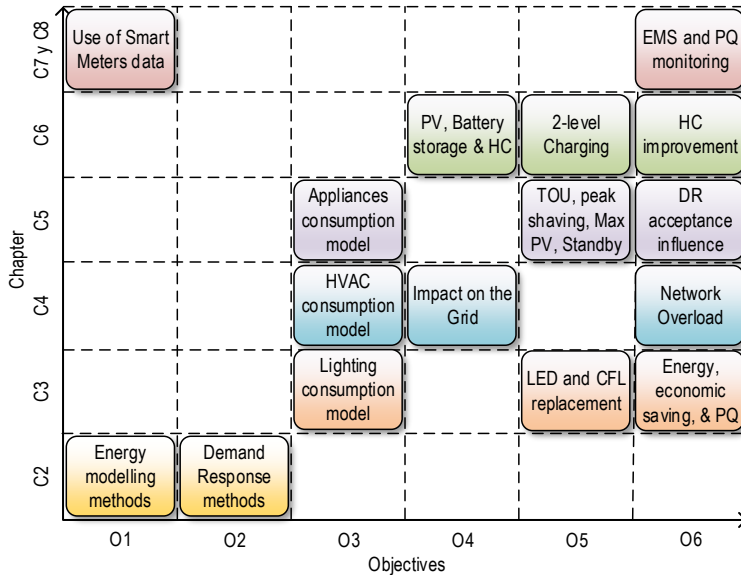 C7 y C8
Use of Smart
Meters data
EMS and PQ
monitoring
C6
PV, Battery
storage & HC
2-level
Charging
HC
improvement
C5
Appliances
consumption
model
TOU, peak
shaving, Max
PV, Standby
DR
acceptance
influence
Chapter
C4
HVAC
consumption
model
Impact on the
Grid
Network
Overload
C3
Lighting
consumption
model
LED and CFL
replacement
Energy,
economic
saving, & PQ
C2
Energy
modelling
methods
Demand
Response
methods
O1
O2
O3
O4
O5
O6
Objectives